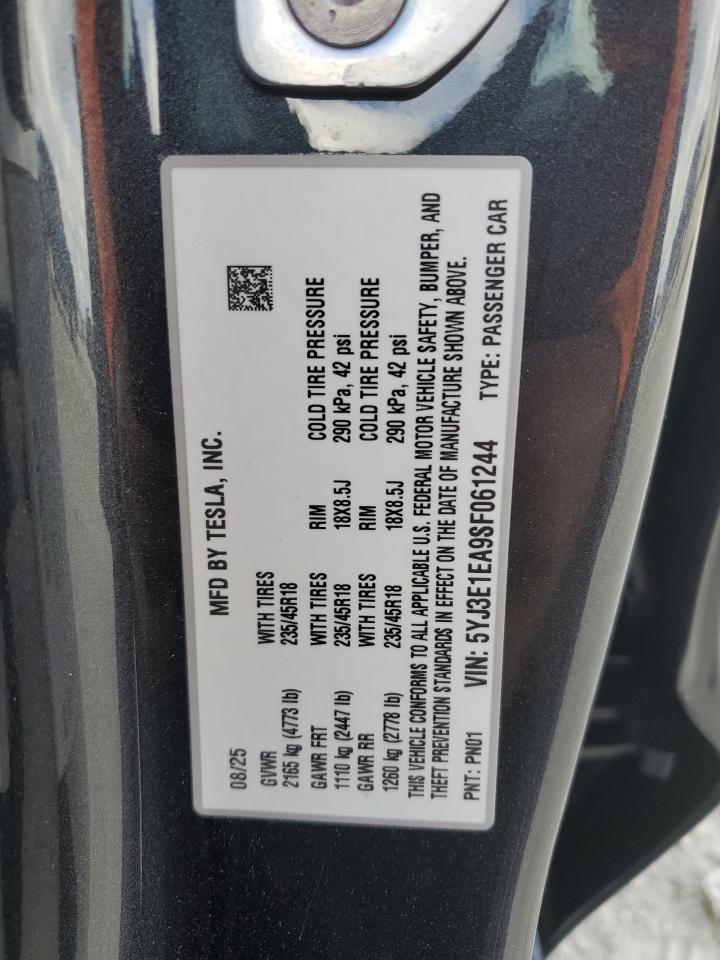 MFD BY TESLA, INC.
08/25
GVWR WITH TIRES RIM COLD TIRE PRESSURE
2165 kg (4773 lb) 235/45R18 18X8.5J 290 kPa, 42 psi
GAWR FRT WITH TIRES RIM COLD TIRE PRESSURE
1110 kg (2447 lb) 235/45R18 18X8.5J 290 kPa, 42 psi
GAWR RR WITH TIRES
1260 kg (2778 lb) 235/45R18
THIS VEHICLE CONFORMS TO ALL APPLICABLE U.S. FEDERAL MOTOR VEHICLE SAFETY, BUMPER, AND
THEFT PREVENTION STANDARDS IN EFFECT ON THE DATE OF MANUFACTURE SHOWN ABOVE.
PNT: PN01 VIN: 5YJ3E1EA9SF061244 TYPE: PASSENGER CAR